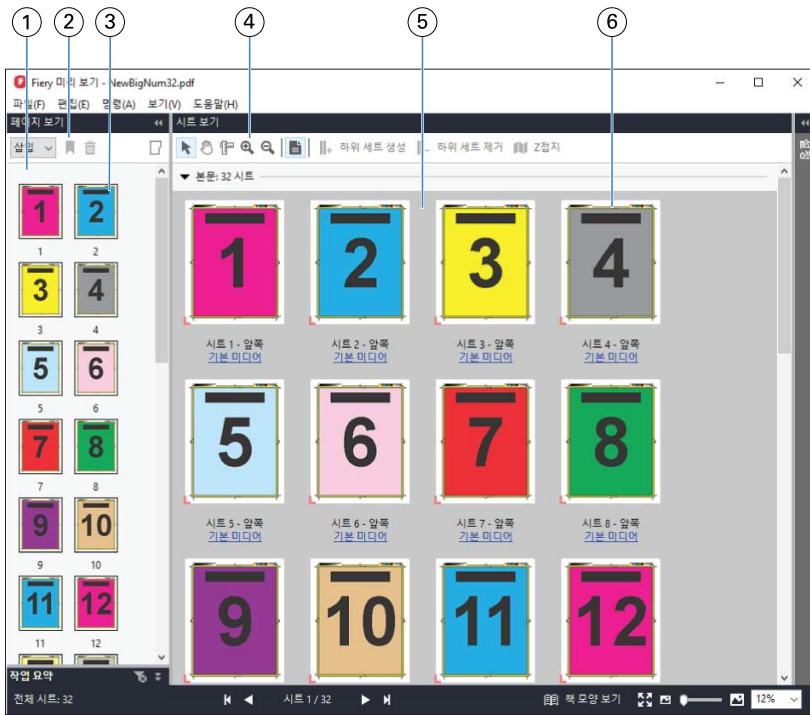 1 2 3 4 5 6
Fiery 미리 보기 - NewBigNum32.pdf
파일(F) 편집(E) 명령(A) 보기(V) 도움말(H)
페이지 보기 시트 보기
삽입 하위 세트 생성 하위 세트 제거 Z접지
본문: 32 시트
1 2
1 2
3 4
3 4
5 6
5 6
7 8
7 8
9 10
9 10
11 12
11 12
1 2 3 4
시트 1 - 앞쪽 시트 2 - 앞쪽 시트 3 - 앞쪽 시트 4 - 앞쪽
기본 미디어 기본 미디어 기본 미디어 기본 미디어
5 6 7 8
시트 5 - 앞쪽 시트 6 - 앞쪽 시트 7 - 앞쪽 시트 8 - 앞쪽
기본 미디어 기본 미디어 기본 미디어 기본 미디어
9 10 11 12
작업 요약
전체 시트: 32 시트 1 / 32 책 모양 보기 12%